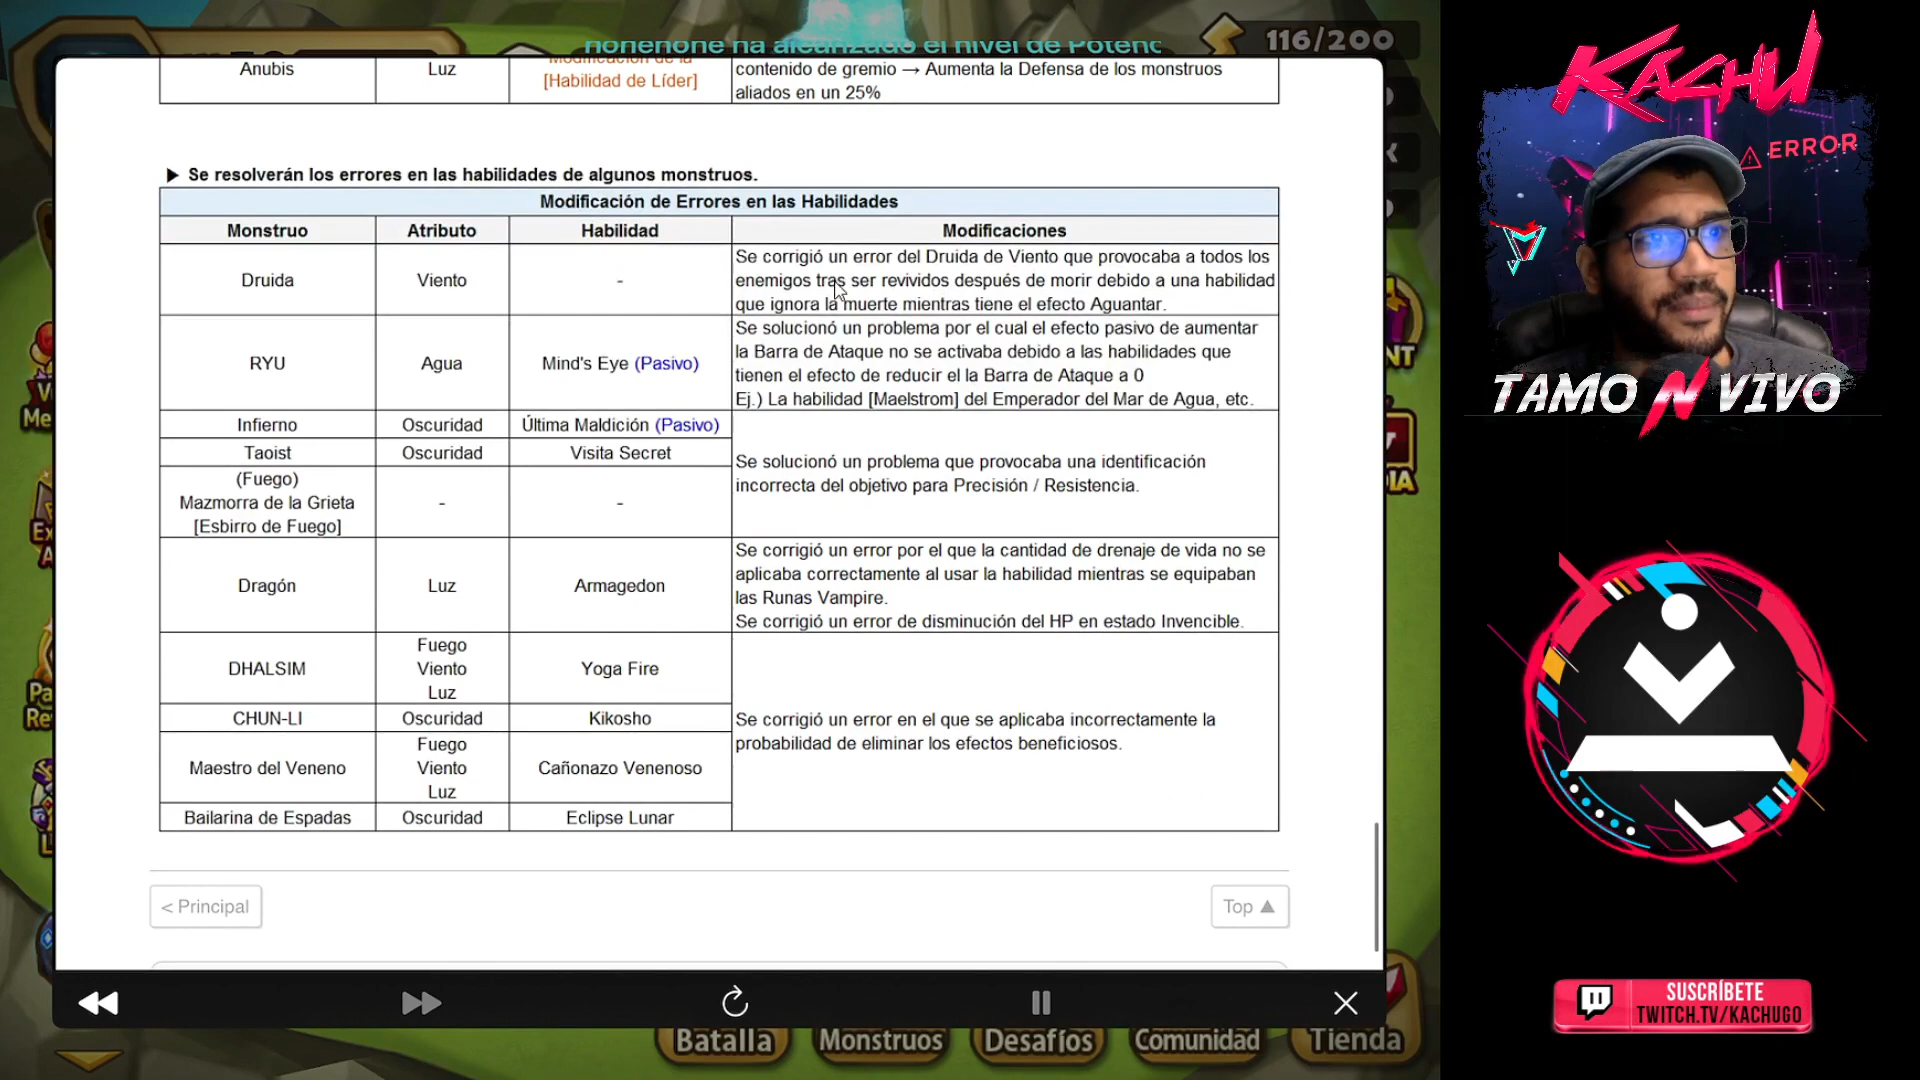 nonenone ha alcanzado el nivel de Potenc
116/200
Anubis
Luz
Modificación de la
[Habilidad de Líder]
contenido de gremio → Aumenta la Defensa de los monstruos
aliados en un 25%
▶ Se resolverán los errores en las habilidades de algunos monstruos.
Modificación de Errores en las Habilidades
Monstruo
Atributo
Habilidad
Modificaciones
Druida
Viento
-
Se corrigió un error del Druida de Viento que provocaba a todos los
enemigos tras ser revividos después de morir debido a una habilidad
que ignora la muerte mientras tiene el efecto Aguantar.
RYU
Agua
Mind's Eye (Pasivo)
Se solucionó un problema por el cual el efecto pasivo de aumentar
la Barra de Ataque no se activaba debido a las habilidades que
tienen el efecto de reducir el la Barra de Ataque a 0
Ej.) La habilidad [Maelstrom] del Emperador del Mar de Agua, etc.
Infierno
Oscuridad
Última Maldición (Pasivo)
Taoist
Oscuridad
Visita Secret
(Fuego)
Mazmorra de la Grieta
[Esbirro de Fuego]
-
-
Se solucionó un problema que provocaba una identificación
incorrecta del objetivo para Precisión / Resistencia.
Dragón
Luz
Armagedon
Se corrigió un error por el que la cantidad de drenaje de vida no se
aplicaba correctamente al usar la habilidad mientras se equipaban
las Runas Vampire.
Se corrigió un error de disminución del HP en estado Invencible.
DHALSIM
Fuego
Viento
Luz
Yoga Fire
CHUN-LI
Oscuridad
Kikosho
Maestro del Veneno
Fuego
Viento
Luz
Cañonazo Venenoso
Bailarina de Espadas
Oscuridad
Eclipse Lunar
Se corrigió un error en el que se aplicaba incorrectamente la
probabilidad de eliminar los efectos beneficiosos.
< Principal
Top ▲
Batalla
Monstruos
Desafíos
Comunidad
Tienda
KACHU
ERROR
TAMO N VIVO
SUSCRÍBETE
TWITCH.TV/KACHUGO